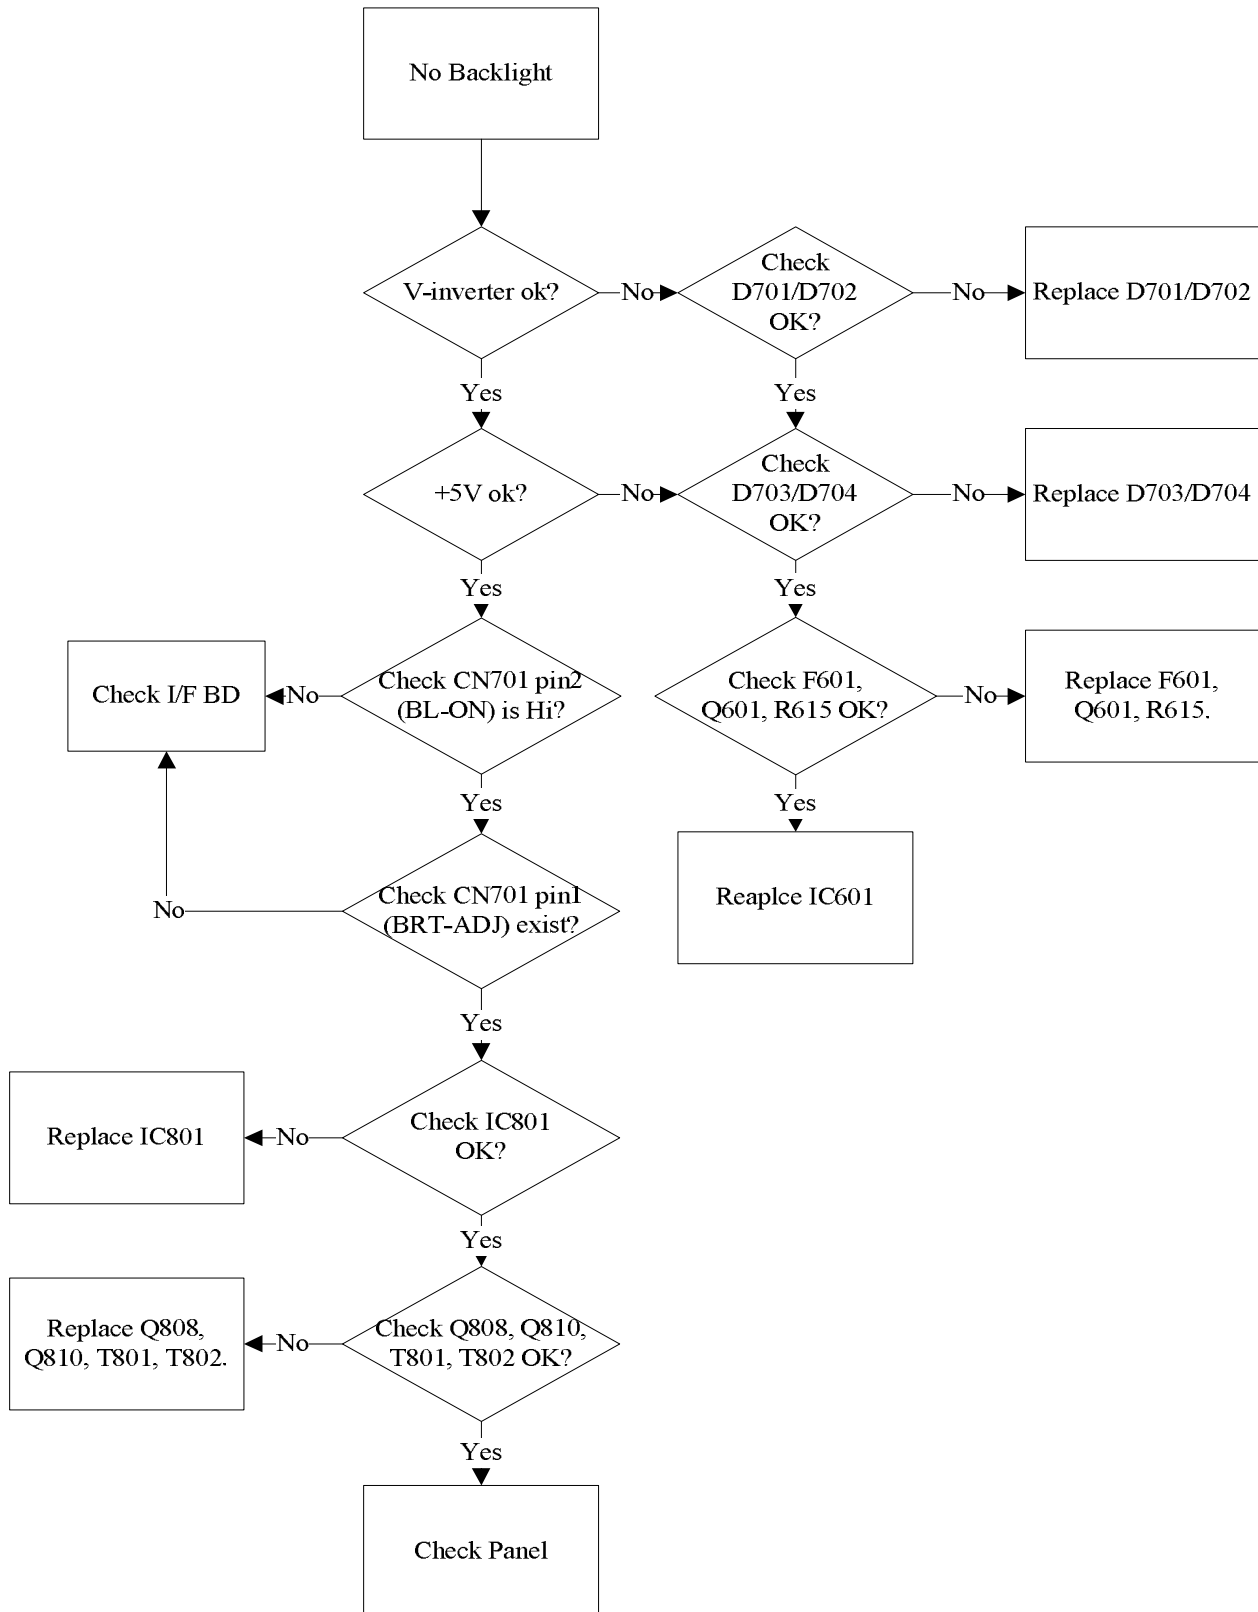 No Backlight
V-inverter ok?
No
Check
D701/D702
OK?
No
Replace D701/D702
Yes
Yes
+5V ok?
No
Check
D703/D704
OK?
No
Replace D703/D704
Yes
Yes
Check I/F BD
No
Check CN701 pin2
(BL-ON) is Hi?
Check F601,
Q601, R615 OK?
No
Replace F601,
Q601, R615.
Yes
Yes
No
Check CN701 pin1
(BRT-ADJ) exist?
Reaplce IC601
Yes
Replace IC801
No
Check IC801
OK?
Yes
Replace Q808,
Q810, T801, T802.
No
Check Q808, Q810,
T801, T802 OK?
Yes
Check Panel